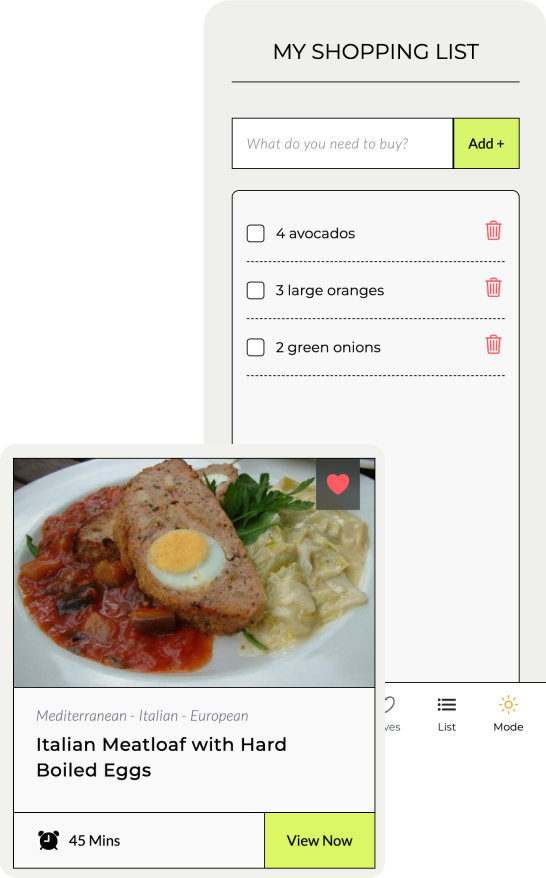 MY SHOPPING LIST
What do you need to buy?
Add +
4 avocados
3 large oranges
2 green onions
ves
List
Mode
Mediterranean - Italian - European
Italian Meatloaf with Hard
Boiled Eggs
45 Mins
View Now